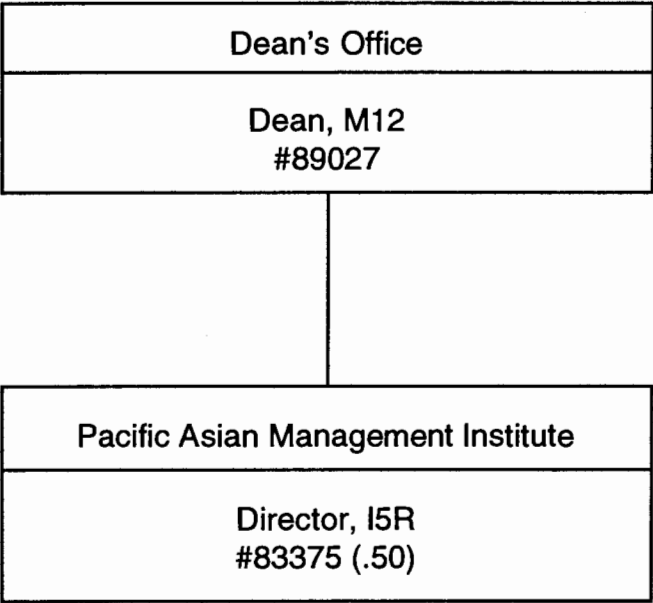 Dean's Office
Dean, M12
#89027
Pacific Asian Management Institute
Director, I5R
#83375 (.50)